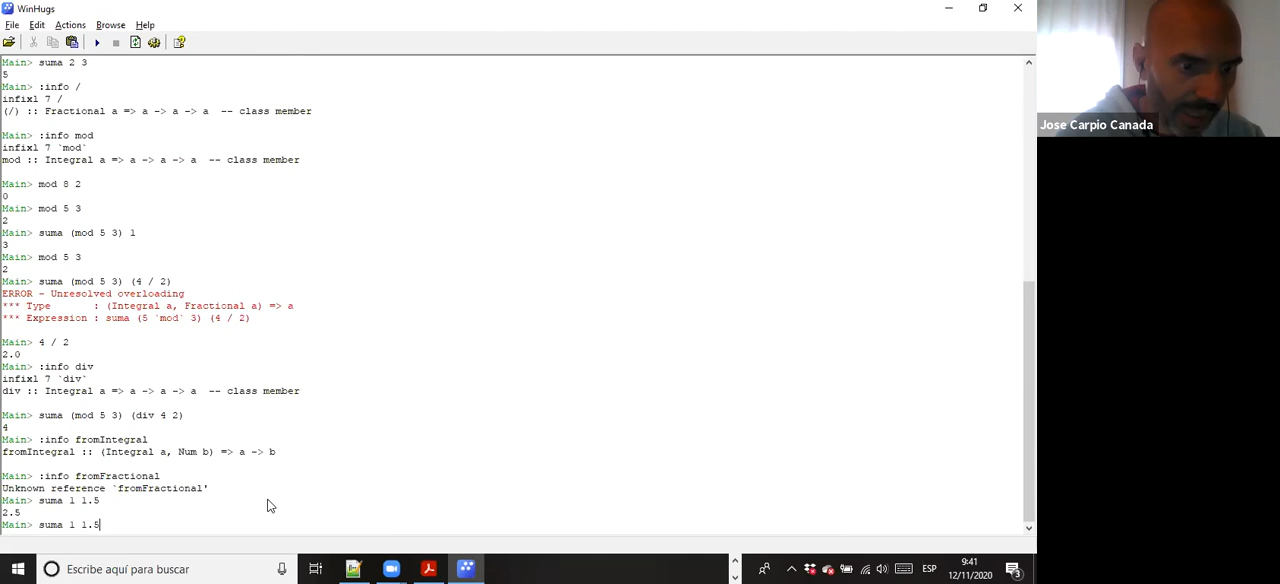 WinHugs
File Edit Actions Browse Help
Main> suma 2 3
5
Main> :info /
infixl 7 /
(/) :: Fractional a => a -> a -> a  -- class member
Main> :info mod
infixl 7 `mod`
mod :: Integral a => a -> a -> a  -- class member
Main> mod 8 2
0
Main> mod 5 3
2
Main> suma (mod 5 3) 1
3
Main> mod 5 3
2
Main> suma (mod 5 3) (4 / 2)
ERROR - Unresolved overloading
*** Type       : (Integral a, Fractional a) => a
*** Expression : suma (5 `mod` 3) (4 / 2)
Main> 4 / 2
2.0
Main> :info div
infixl 7 `div`
div :: Integral a => a -> a -> a  -- class member
Main> suma (mod 5 3) (div 4 2)
4
Main> :info fromIntegral
fromIntegral :: (Integral a, Num b) => a -> b
Main> :info fromFractional
Unknown reference `fromFractional'
Main> suma 1 1.5
2.5
Main> suma 1 1.5
Jose Carpio Canada
Escribe aquí para buscar
ESP
9:41
12/11/2020
3